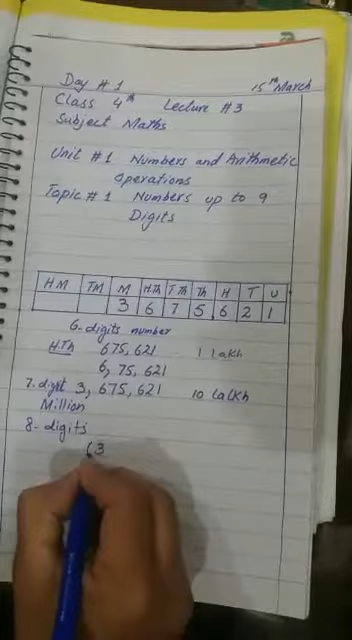 Day # 1 15th March
Class 4th Lecture # 3
Subject Maths
Unit # 1 Numbers and Arithmetic
Operations
Topic # 1 Numbers up to 9
Digits
HM TM M H.Th T.Th Th H T U
3 6 7 5 6 2 1
6-digits number
H.Th 675,621 1 Lakh
6,75,621
7-digit 3,675,621 10 Lalkh
Million
8-digits
63